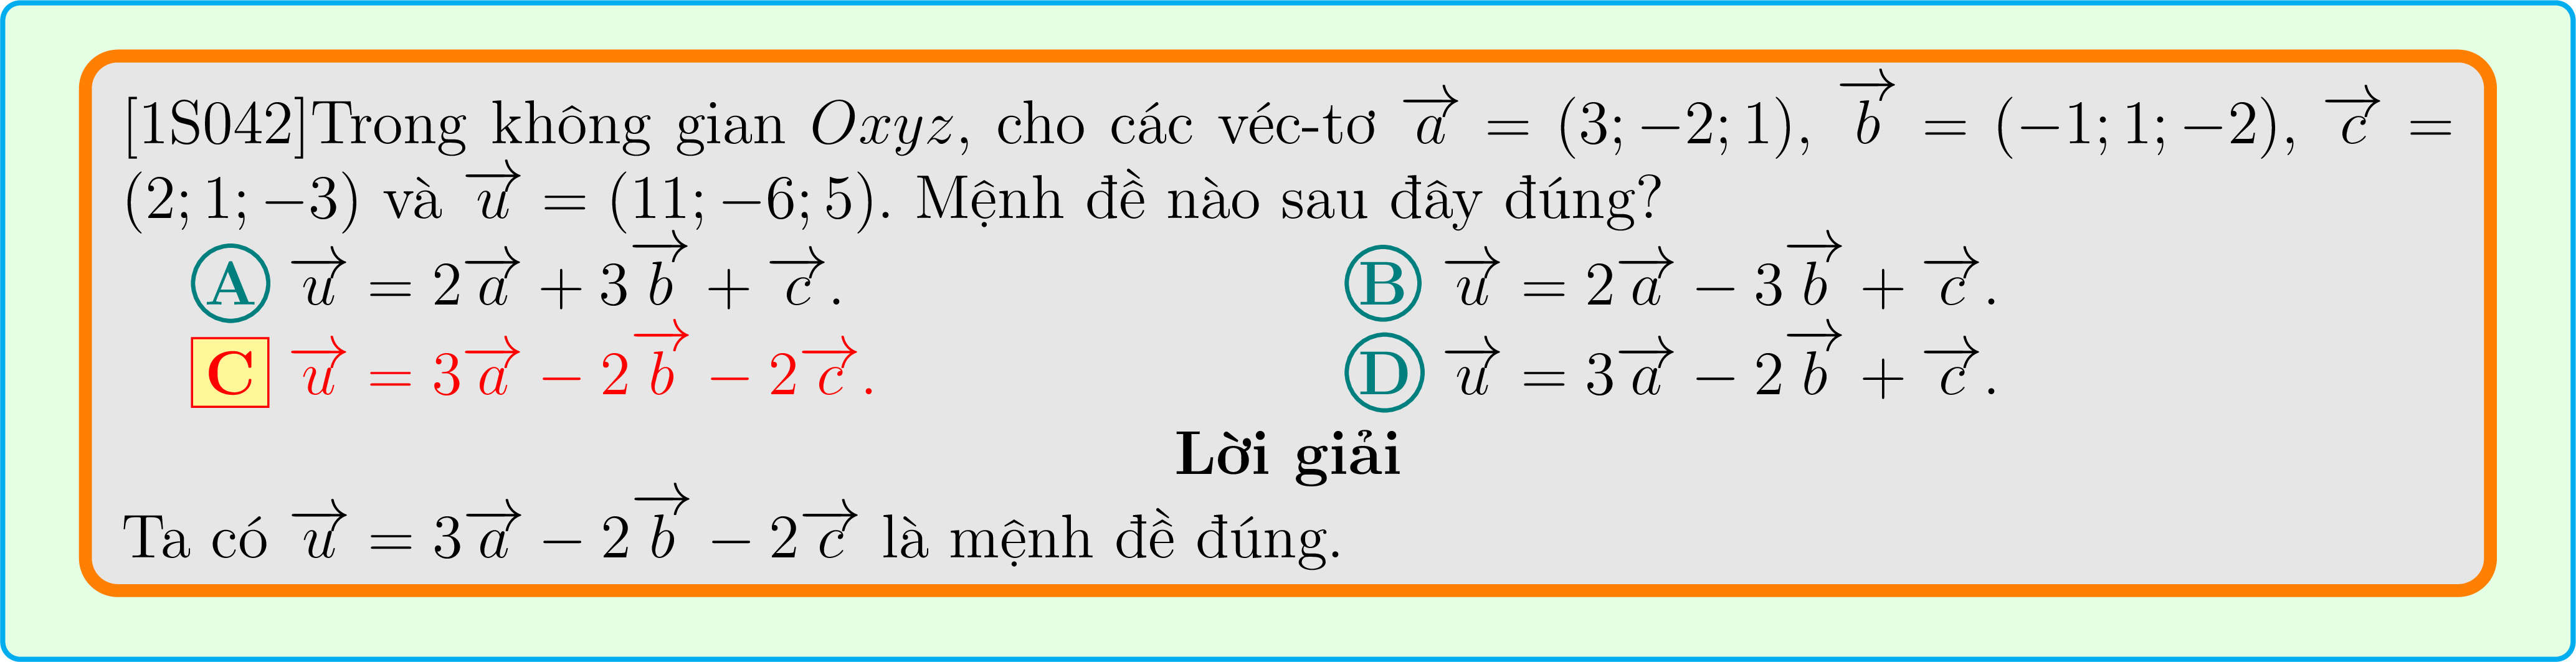 [1S042]Trong không gian Oxyz, cho các véc-tơ $\overrightarrow{a}$ = (3; −2; 1), $\overrightarrow{b}$ = (−1; 1; −2), $\overrightarrow{c}$ =
(2; 1; −3) và $\overrightarrow{u}$ = (11; −6; 5). Mệnh đề nào sau đây đúng?
A $\overrightarrow{u} = 2\overrightarrow{a} + 3\overrightarrow{b} + \overrightarrow{c}$. B $\overrightarrow{u} = 2\overrightarrow{a} - 3\overrightarrow{b} + \overrightarrow{c}$.
C $\overrightarrow{u} = 3\overrightarrow{a} - 2\overrightarrow{b} - 2\overrightarrow{c}$. D $\overrightarrow{u} = 3\overrightarrow{a} - 2\overrightarrow{b} + \overrightarrow{c}$.
Lời giải
Ta có $\overrightarrow{u} = 3\overrightarrow{a} - 2\overrightarrow{b} - 2\overrightarrow{c}$ là mệnh đề đúng.